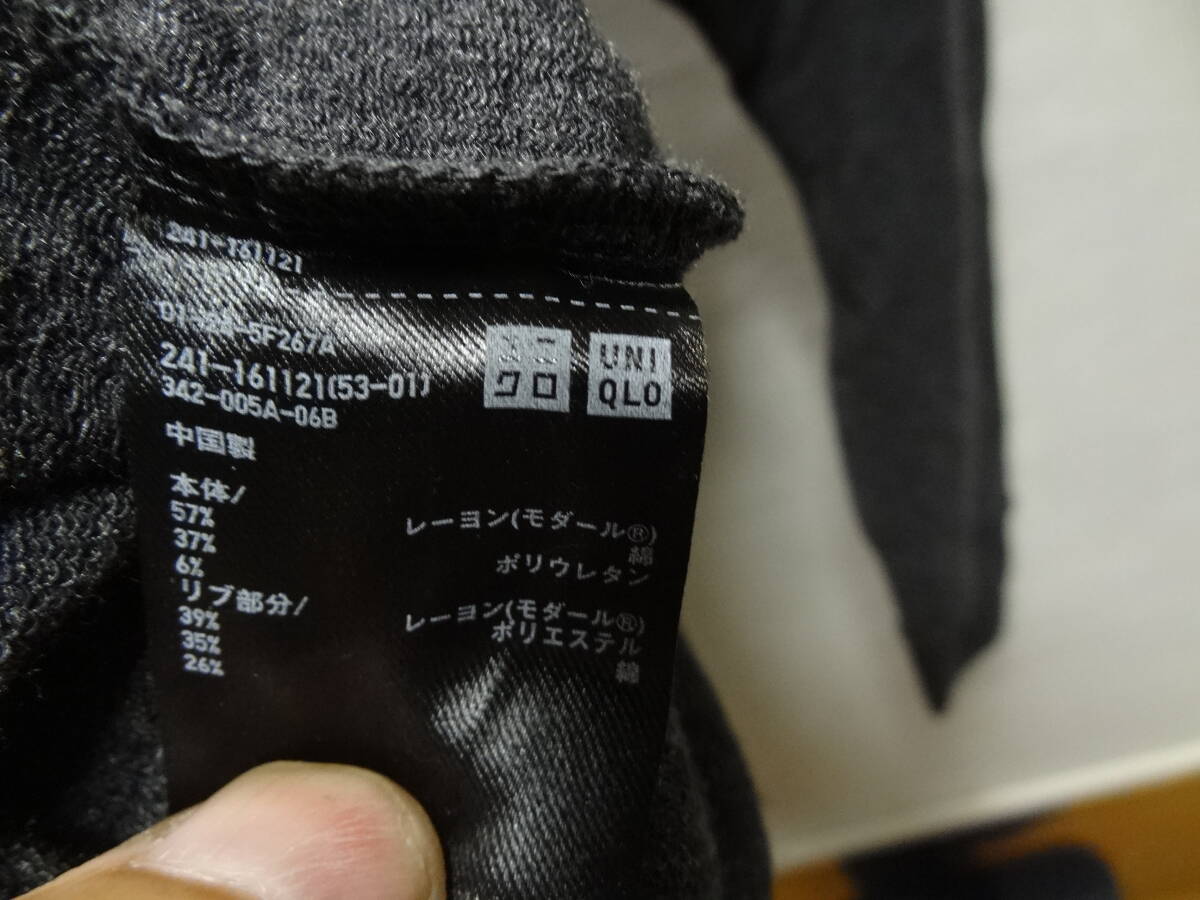 241-161121
5F267A
241-161121(53-01)
342-005A-06B
ユニ
クロ
UNI
QLO
中国製
本体/
57% レーヨン(モダール®)
37% 綿
6% ポリウレタン
リブ部分/
39% レーヨン(モダール®)
35% ポリエステル
26% 綿